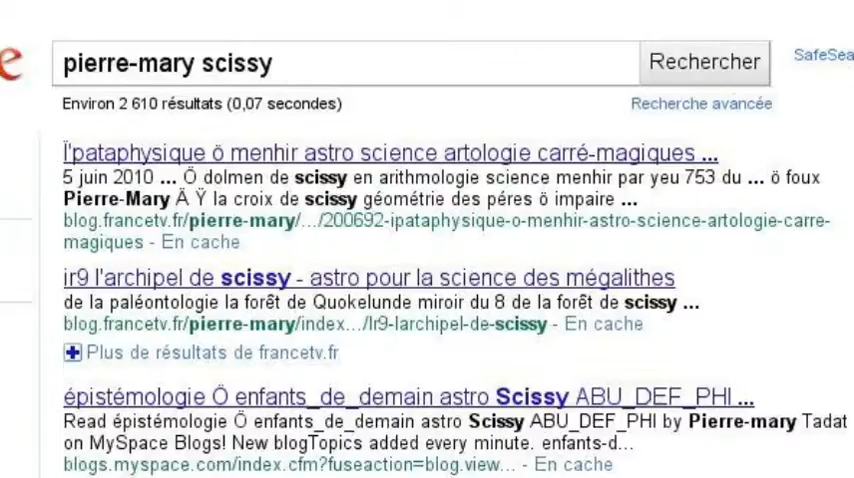 e
pierre-mary scissy
Rechercher
SafeSea
Environ 2 610 résultats (0,07 secondes)
Recherche avancée
Ï'pataphysique ö menhir astro science artologie carré-magiques ...
5 juin 2010 ... Ö dolmen de scissy en arithmologie science menhir par yeu 753 du ... ö foux
Pierre-Mary Ä Ÿ la croix de scissy géométrie des péres ö impaire ...
blog.francetv.fr/pierre-mary/.../200692-ipataphysique-o-menhir-astro-science-artologie-carre-
magiques - En cache
ir9 l'archipel de scissy - astro pour la science des mégalithes
de la paléontologie la forêt de Quokelunde miroir du 8 de la forêt de scissy ...
blog.francetv.fr/pierre-mary/index.../Ir9-larchipel-de-scissy - En cache
Plus de résultats de francetv.fr
épistémologie Ö enfants_de_demain astro Scissy ABU_DEF_PHI ...
Read épistémologie Ö enfants_de_demain astro Scissy ABU_DEF_PHI by Pierre-mary Tadat
on MySpace Blogs! New blogTopics added every minute. enfants-d...
blogs.myspace.com/index.cfm?fuseaction=blog.view... - En cache